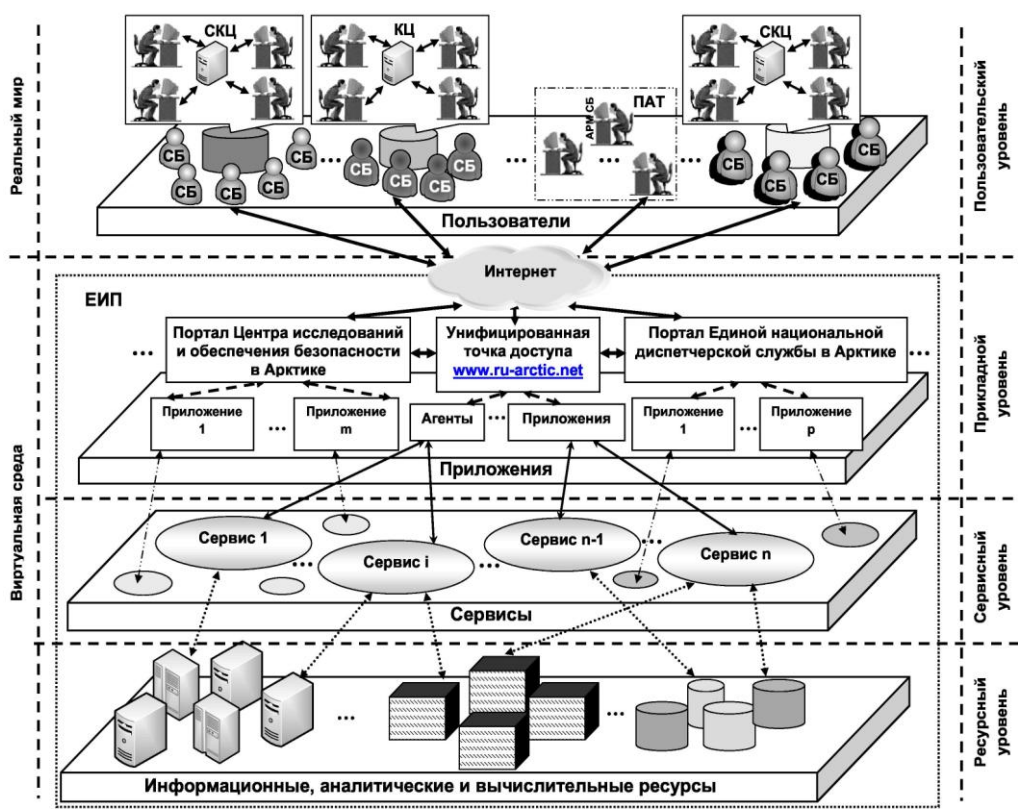 СКЦ
КЦ
СКЦ
ПАТ
АРМ СБ
СБ
СБ
СБ
СБ
СБ
...
СБ
СБ
СБ
СБ
...
...
...
СБ
СБ
СБ
СБ
Пользователи
Реальный мир
Пользовательский
уровень
Интернет
ЕИП
...
Портал Центра исследований
и обеспечения безопасности
в Арктике
Унифицированная
точка доступа
www.ru-arctic.net
Портал Единой национальной
диспетчерской службы в Арктике
...
Приложение
1
...
Приложение
m
Агенты
...
Приложения
Приложение
1
...
Приложение
p
Приложения
Прикладной
уровень
Виртуальная среда
Сервис 1
...
Сервис i
...
Сервис n-1
...
Сервис n
Сервисы
Сервисный
уровень
...
...
Информационные, аналитические и вычислительные ресурсы
Ресурсный
уровень